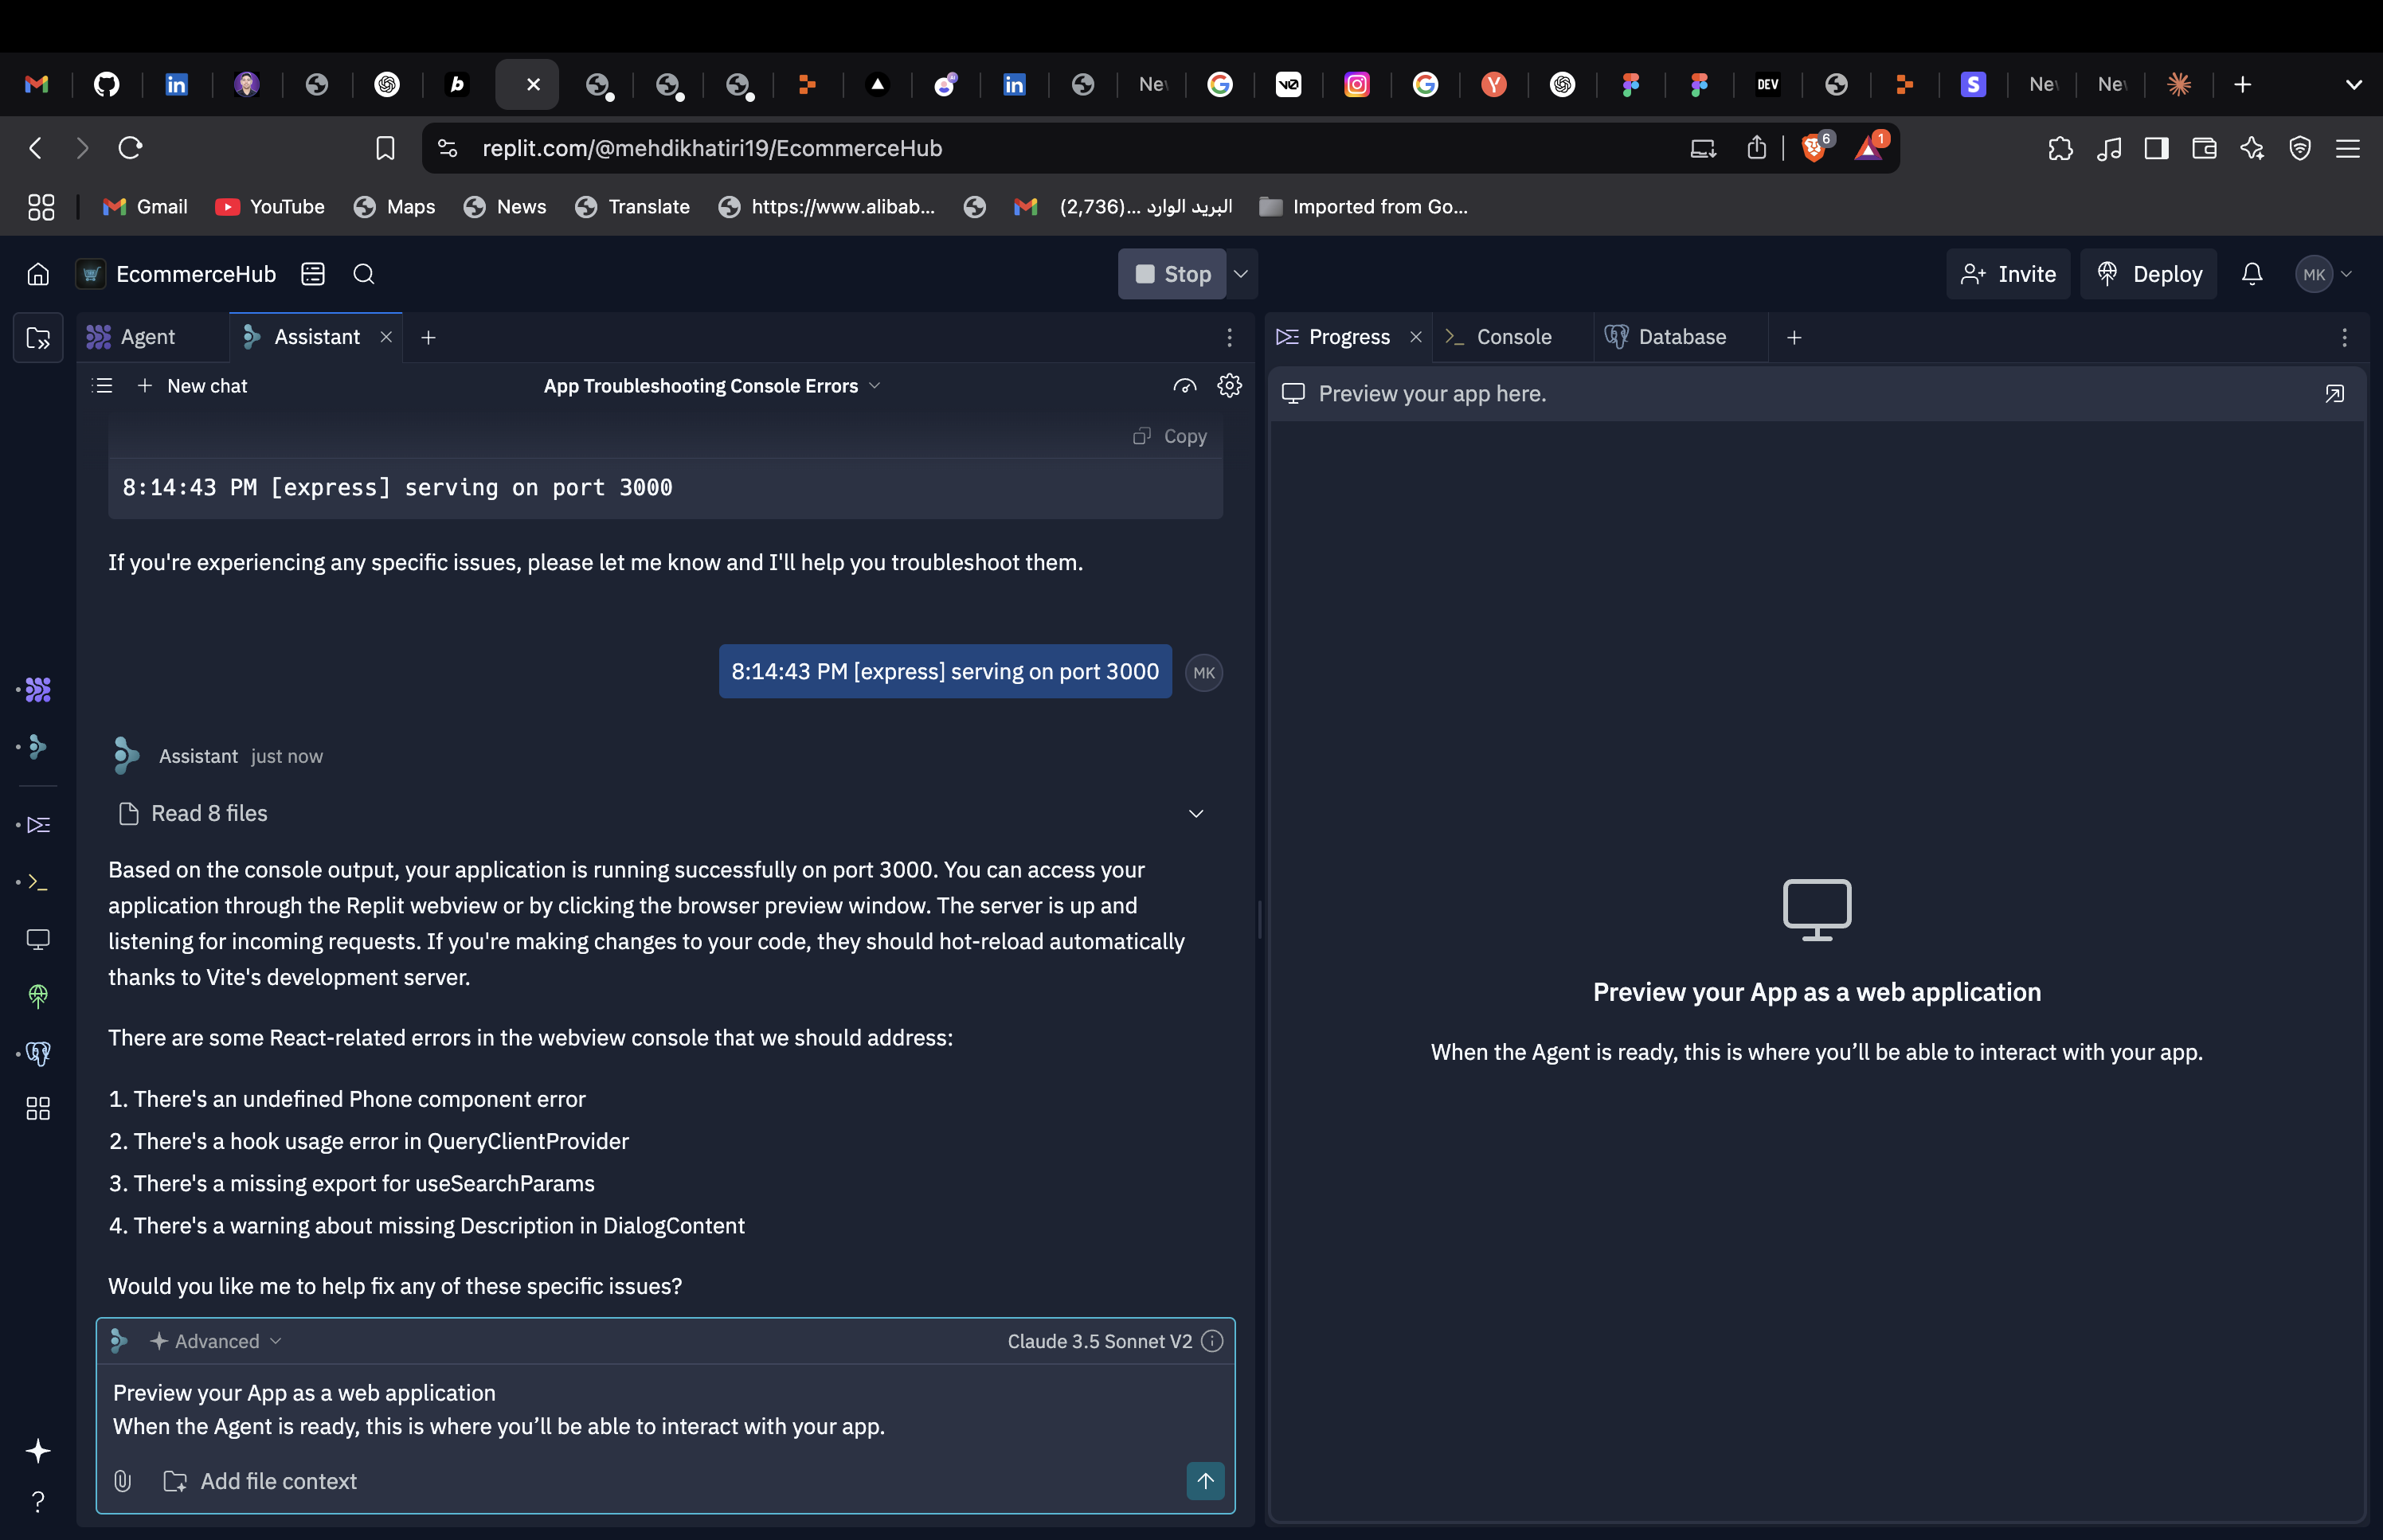 b
Ne
G
v0
G
Y
DEV
S
Ne
Ne
replit.com/@mehdikhatiri19/EcommerceHub
6
1
Gmail
YouTube
Maps
News
Translate
https://www.alibab...
(2,736)... البريد الوارد
Imported from Go...
EcommerceHub
Stop
Invite
Deploy
MK
Agent
Assistant
Progress
Console
Database
New chat
App Troubleshooting Console Errors
Preview your app here.
Copy
8:14:43 PM [express] serving on port 3000
If you're experiencing any specific issues, please let me know and I'll help you troubleshoot them.
8:14:43 PM [express] serving on port 3000
MK
Assistant just now
Read 8 files
Based on the console output, your application is running successfully on port 3000. You can access your
application through the Replit webview or by clicking the browser preview window. The server is up and
listening for incoming requests. If you're making changes to your code, they should hot-reload automatically
thanks to Vite's development server.
There are some React-related errors in the webview console that we should address:
1. There's an undefined Phone component error
2. There's a hook usage error in QueryClientProvider
3. There's a missing export for useSearchParams
4. There's a warning about missing Description in DialogContent
Would you like me to help fix any of these specific issues?
Advanced
Claude 3.5 Sonnet V2
Preview your App as a web application
When the Agent is ready, this is where you’ll be able to interact with your app.
Add file context
Preview your App as a web application
When the Agent is ready, this is where you’ll be able to interact with your app.